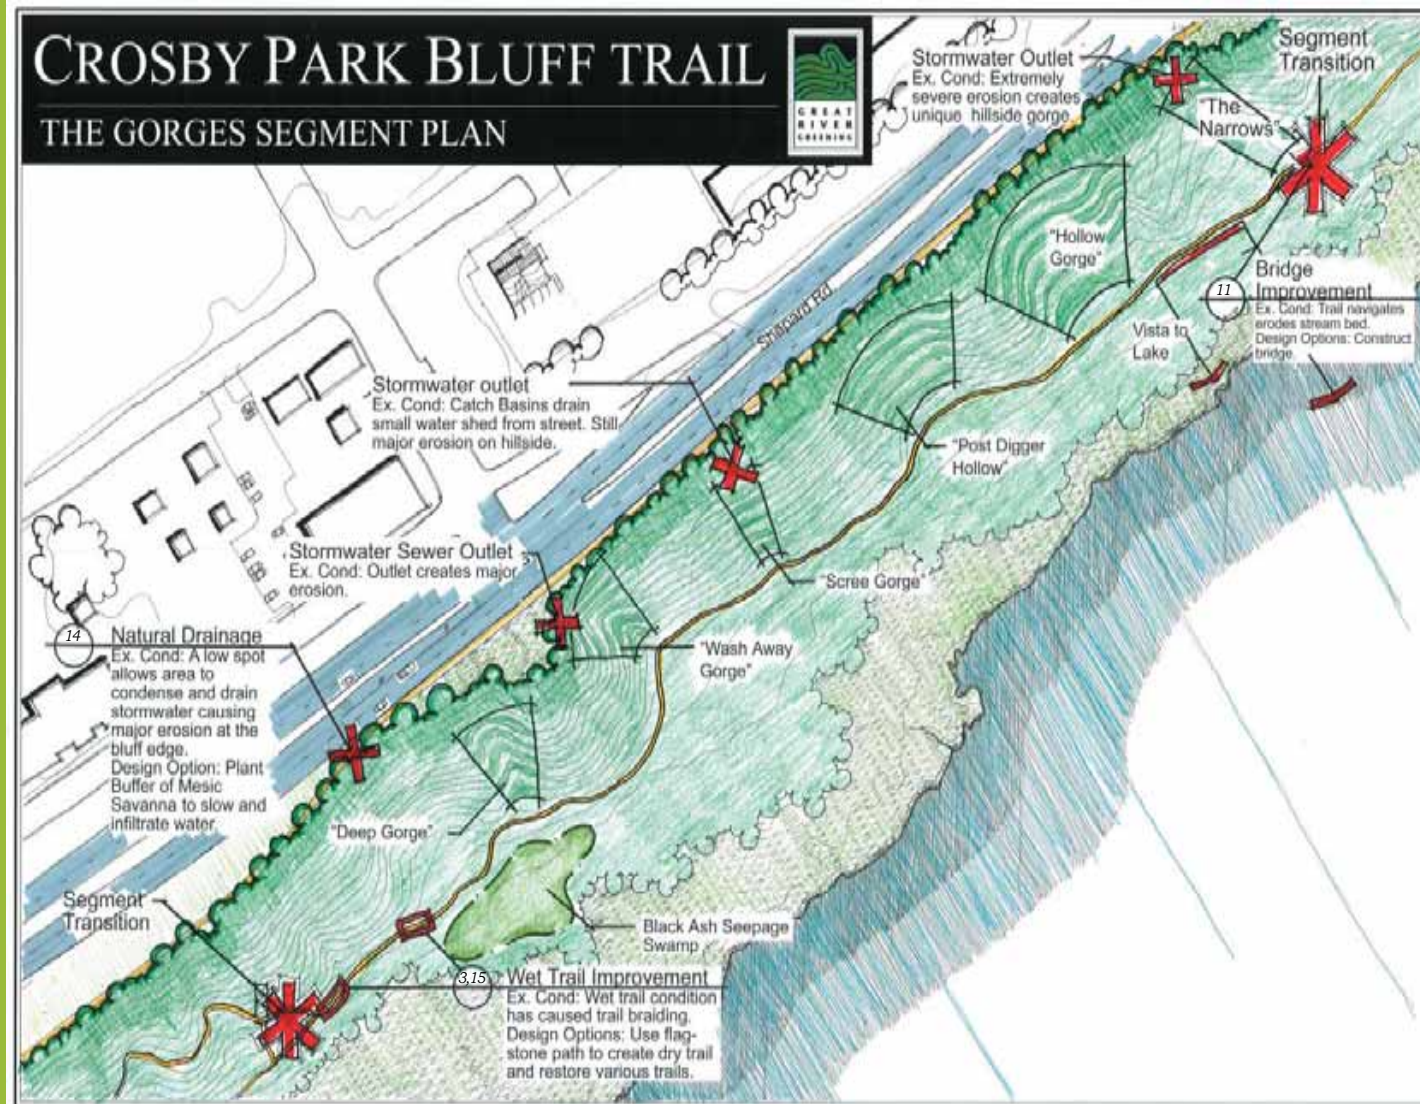 CROSBY PARK BLUFF TRAIL
THE GORGES SEGMENT PLAN
GREAT
RIVER
GREENING
Stormwater Outlet
Ex. Cond: Extremely
severe erosion creates
unique hillside gorge
Segment
Transition
"The
Narrows"
"Hollow
Gorge"
11
Bridge
Improvement
Ex. Cond: Trail navigates
erodes stream bed.
Design Options: Construct
bridge.
Vista to
Lake
Shapard Rd
Stormwater outlet
Ex. Cond: Catch Basins drain
small water shed from street. Still
major erosion on hillside.
"Post Digger
Hollow"
Stormwater Sewer Outlet
Ex. Cond: Outlet creates major
erosion.
"Scree Gorge"
14
Natural Drainage
Ex. Cond: A low spot
allows area to
condense and drain
stormwater causing
major erosion at the
bluff edge.
Design Option: Plant
Buffer of Mesic
Savanna to slow and
infiltrate water.
"Wash Away
Gorge"
"Deep Gorge"
Segment
Transition
Black Ash Seepage
Swamp
3,15
Wet Trail Improvement
Ex. Cond: Wet trail condition
has caused trail braiding.
Design Options: Use flag-
stone path to create dry trail
and restore various trails.